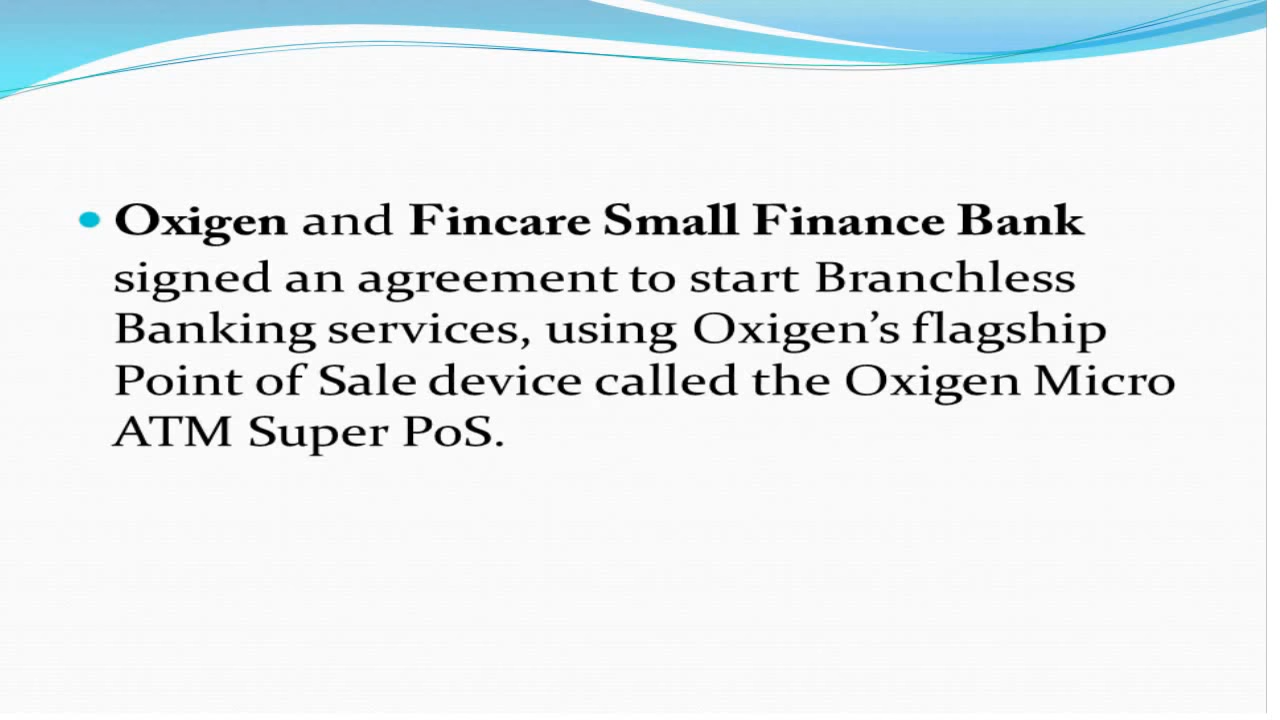 Oxigen and Fincare Small Finance Bank
signed an agreement to start Branchless
Banking services, using Oxigen’s flagship
Point of Sale device called the Oxigen Micro
ATM Super PoS.